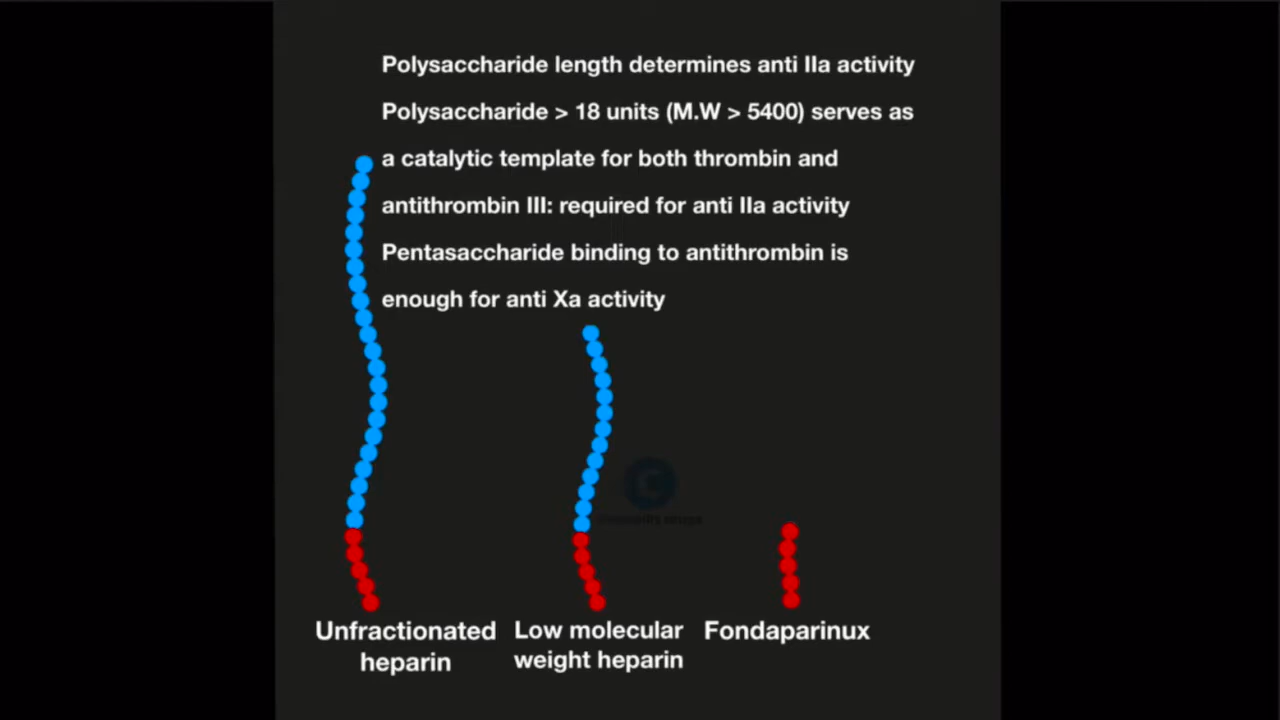 Polysaccharide length determines anti IIa activity
Polysaccharide > 18 units (M.W > 5400) serves as
a catalytic template for both thrombin and
antithrombin III: required for anti IIa activity
Pentasaccharide binding to antithrombin is
enough for anti Xa activity
Unfractionated
heparin
Low molecular
weight heparin
Fondaparinux